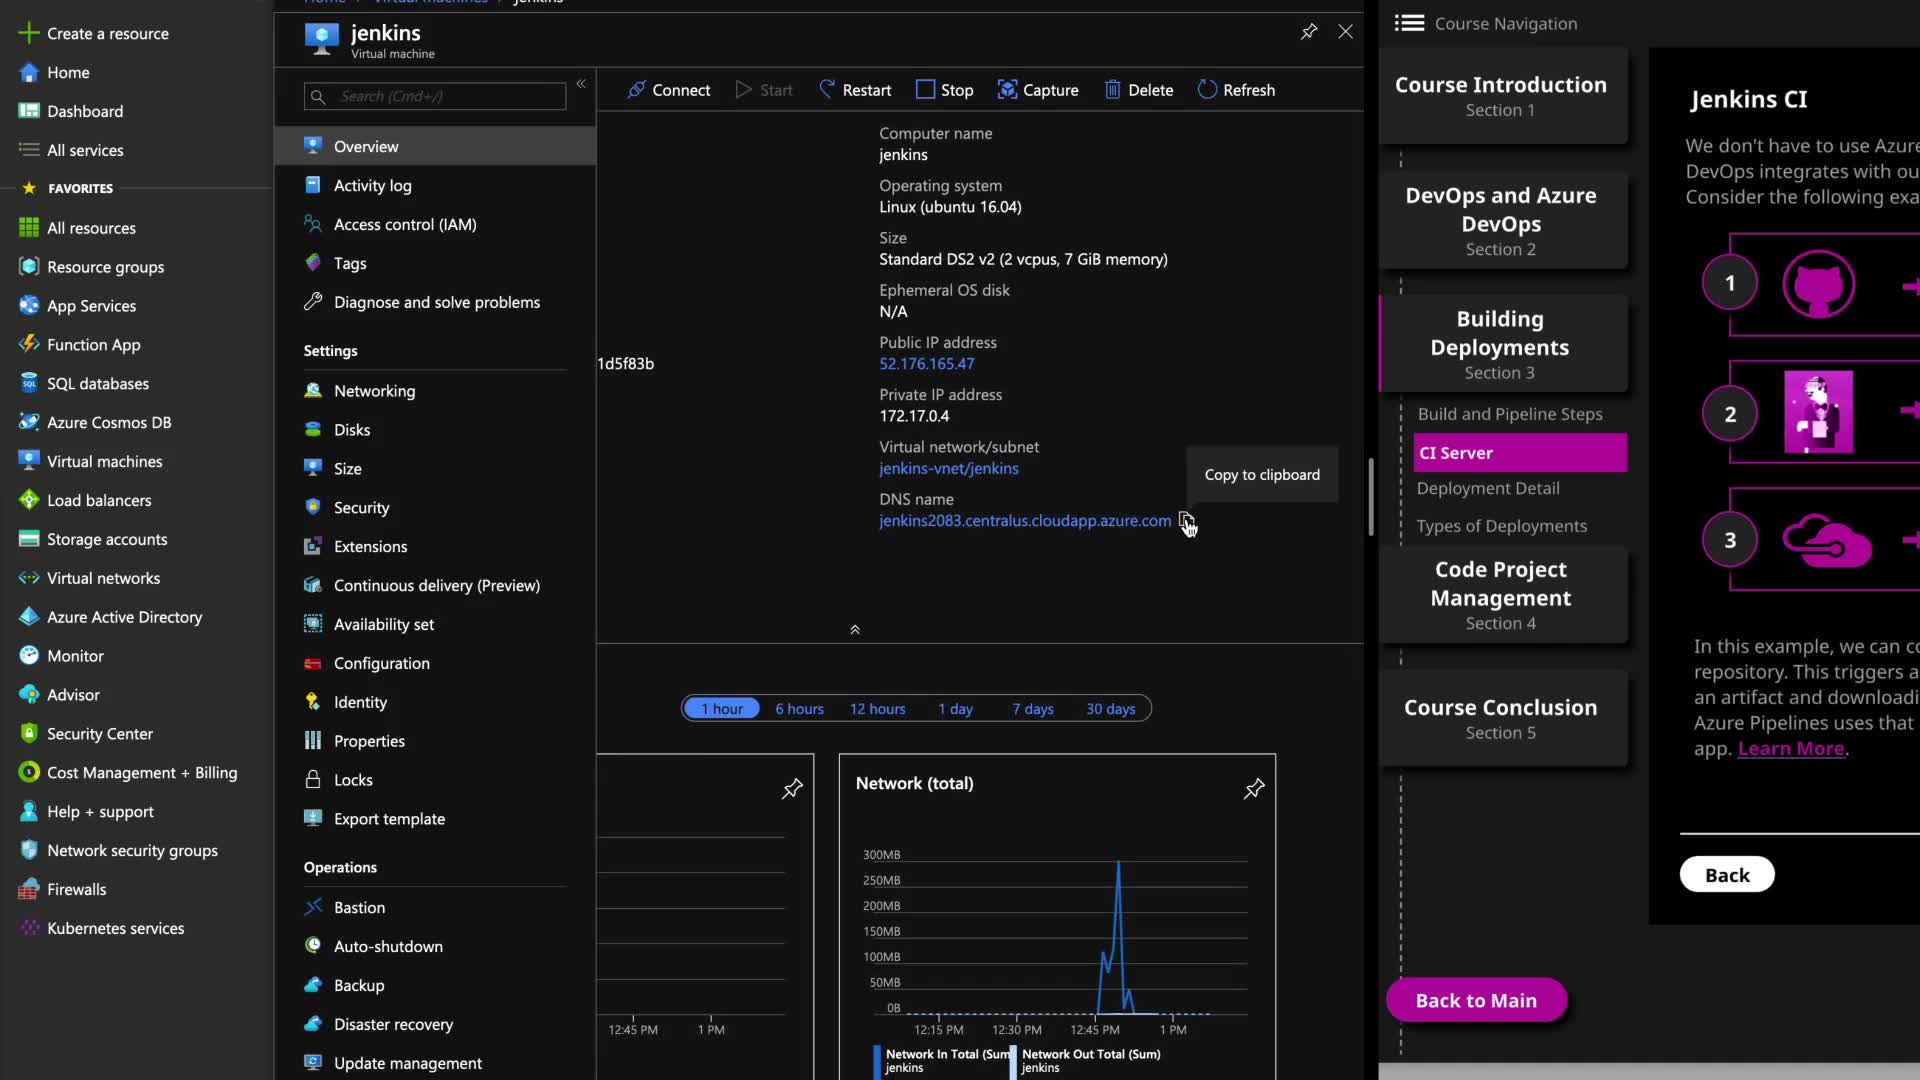 Create a resource
Home
Dashboard
All services
FAVORITES
All resources
Resource groups
App Services
Function App
SQL databases
Azure Cosmos DB
Virtual machines
Load balancers
Storage accounts
Virtual networks
Azure Active Directory
Monitor
Advisor
Security Center
Cost Management + Billing
Help + support
Network security groups
Firewalls
Kubernetes services
Home > Virtual machines > jenkins
jenkins
Virtual machine
Search (Cmd+/)
Overview
Activity log
Access control (IAM)
Tags
Diagnose and solve problems
Settings
Networking
Disks
Size
Security
Extensions
Continuous delivery (Preview)
Availability set
Configuration
Identity
Properties
Locks
Export template
Operations
Bastion
Auto-shutdown
Backup
Disaster recovery
Update management
Connect Start Restart Stop Capture Delete Refresh
1d5f83b
Computer name
jenkins
Operating system
Linux (ubuntu 16.04)
Size
Standard DS2 v2 (2 vcpus, 7 GiB memory)
Ephemeral OS disk
N/A
Public IP address
52.176.165.47
Private IP address
172.17.0.4
Virtual network/subnet
jenkins-vnet/jenkins
DNS name
jenkins2083.centralus.cloudapp.azure.com
Copy to clipboard
1 hour 6 hours 12 hours 1 day 7 days 30 days
12:45 PM 1 PM
Network (total)
300MB
250MB
200MB
150MB
100MB
50MB
0B
12:15 PM 12:30 PM 12:45 PM 1 PM
Network In Total (Sum
jenkins
Network Out Total (Sum)
jenkins
Course Navigation
Course Introduction
Section 1
DevOps and Azure
DevOps
Section 2
Building
Deployments
Section 3
Build and Pipeline Steps
CI Server
Deployment Detail
Types of Deployments
Code Project
Management
Section 4
Course Conclusion
Section 5
Back to Main
Jenkins CI
We don't have to use Azure
DevOps integrates with ou
Consider the following exa
1
2
3
In this example, we can co
repository. This triggers a
an artifact and downloadi
Azure Pipelines uses that
app. Learn More.
Back